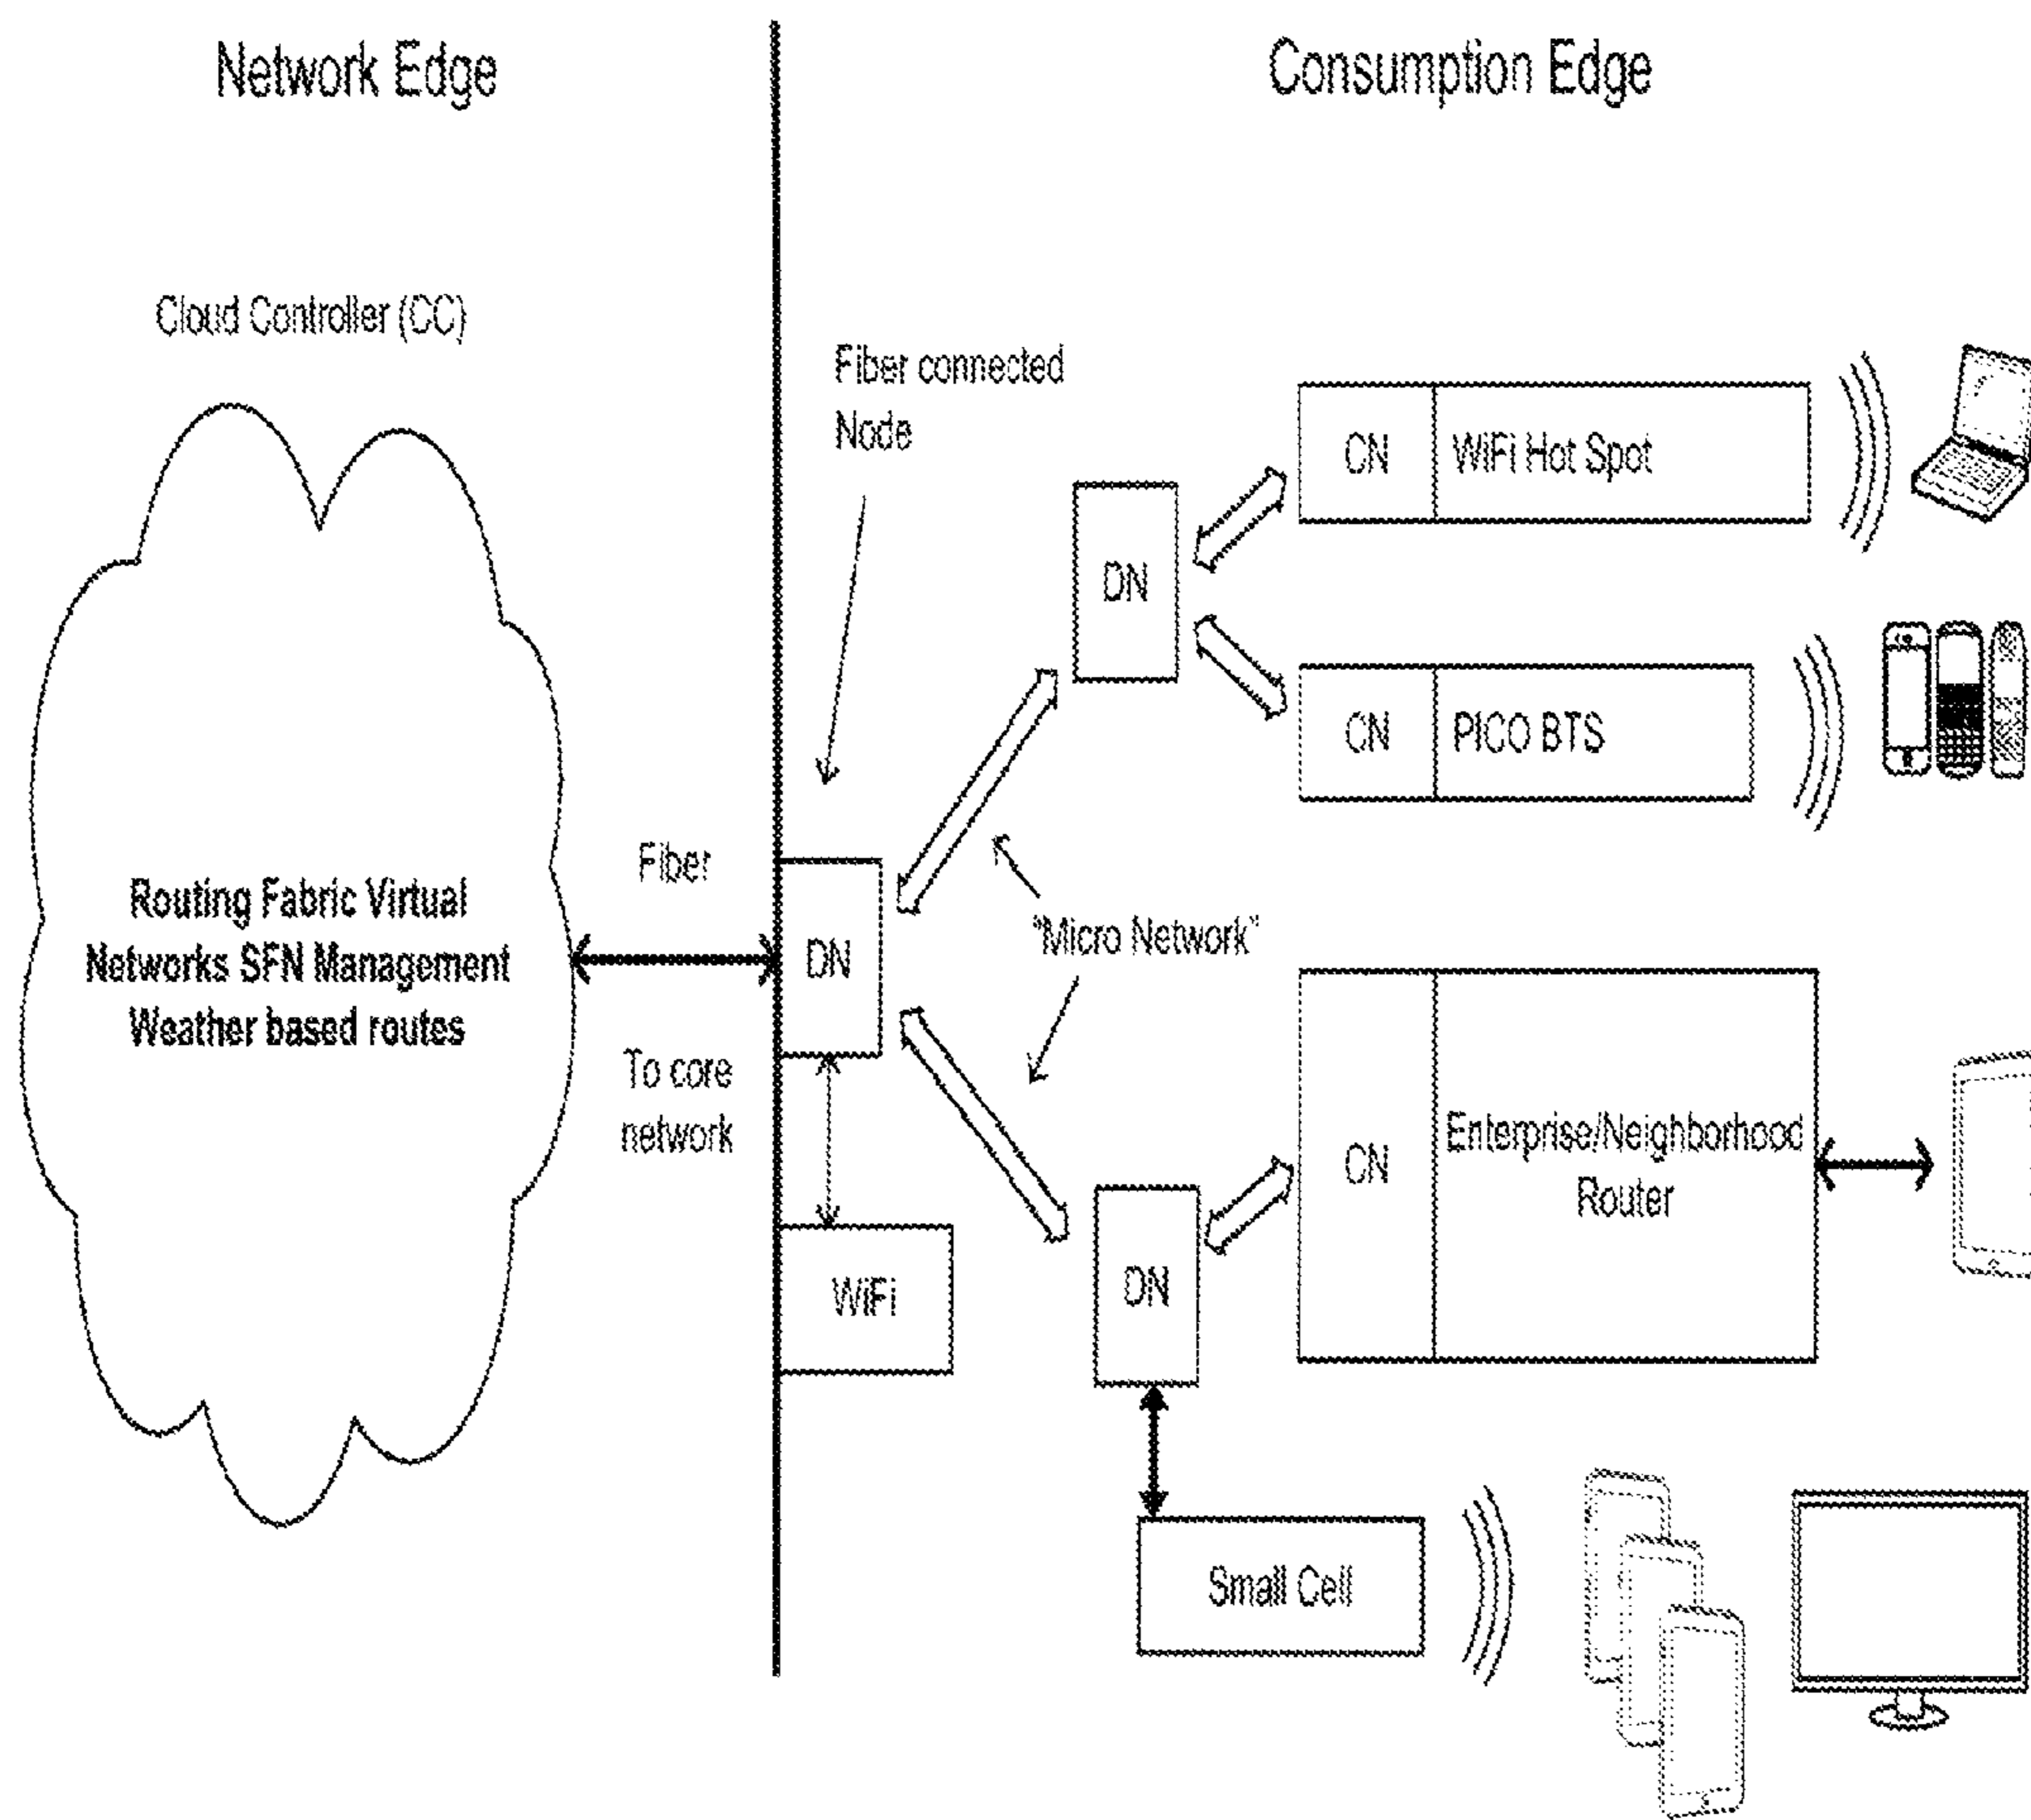 Network Edge
Consumption Edge
Cloud Controller (CC)
Fiber connected
Node
CN
WiFi Hot Spot
DN
CN
PICO BTS
Fiber
Routing Fabric Virtual
Networks SFN Management
Weather based routes
DN
"Micro Network"
To core
network
CN
Enterprise/Neighborhood
Router
WiFi
DN
Small Cell